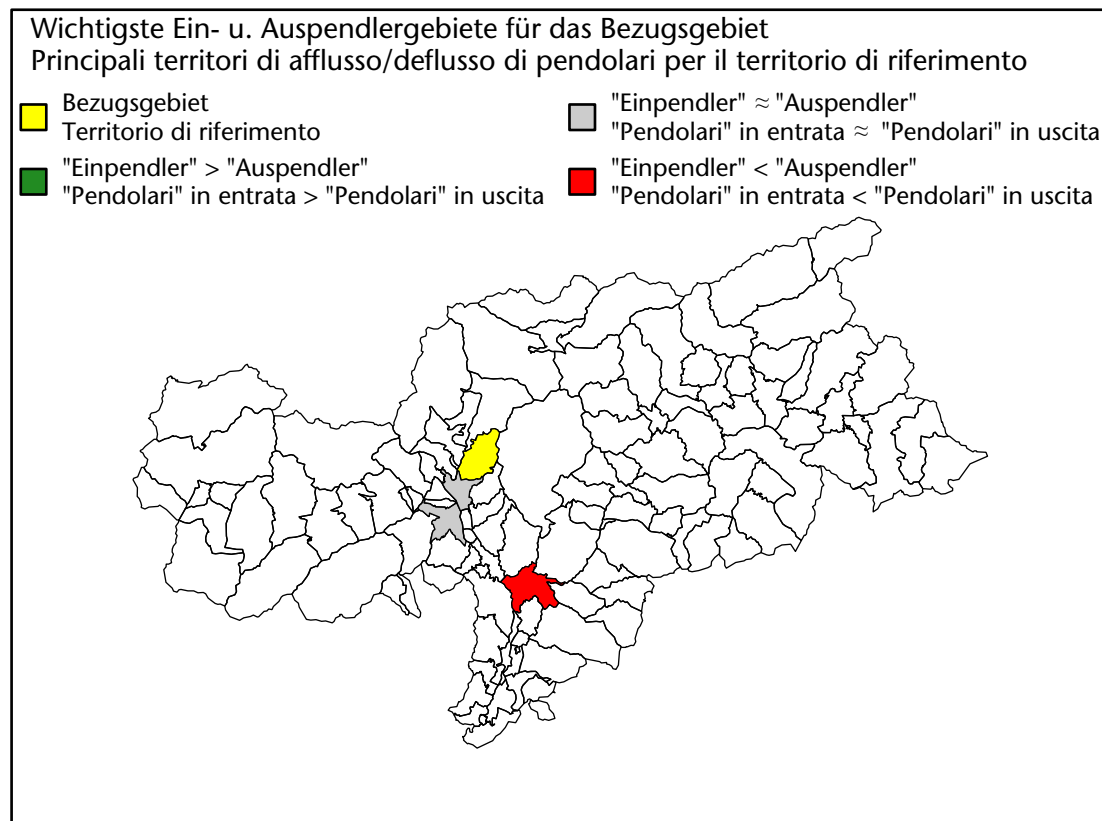 Wichtigste Ein- u. Auspendlergebiete für das Bezugsgebiet
Principali territori di afflusso/deflusso di pendolari per il territorio di riferimento
Bezugsgebiet
Territorio di riferimento
"Einpendler" > "Auspendler"
"Pendolari" in entrata > "Pendolari" in uscita
"Einpendler" ≈ "Auspendler"
"Pendolari" in entrata ≈ "Pendolari" in uscita
"Einpendler" < "Auspendler"
"Pendolari" in entrata < "Pendolari" in uscita